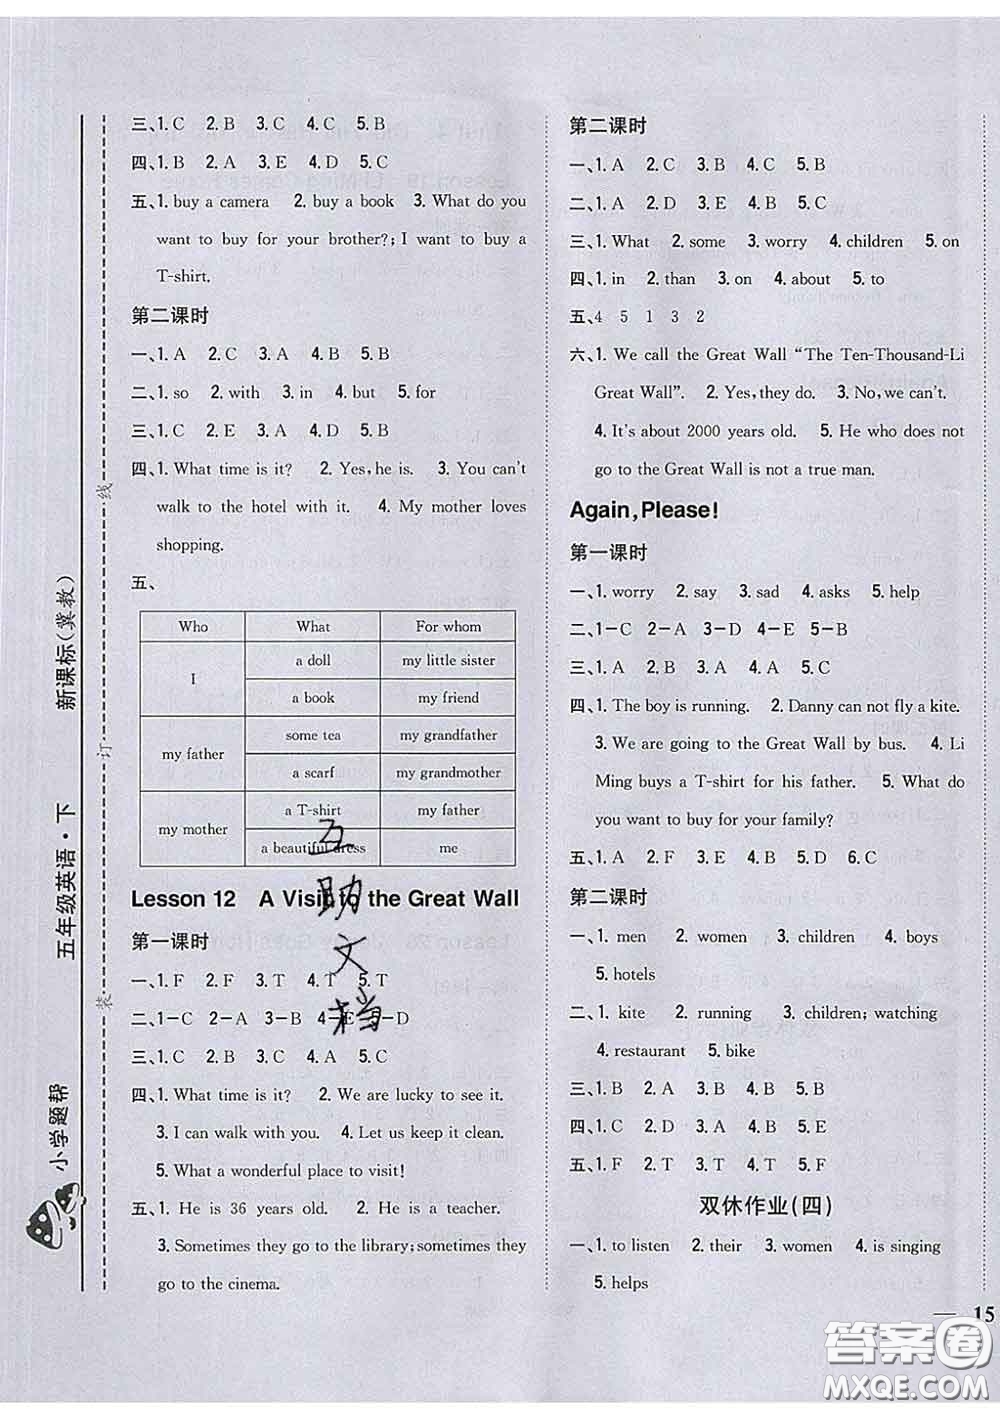 三、1. C 2. B 3. C 4. C 5. B
四、1. B 2. A 3. E 4. D 5. C
五、1. buy a camera 2. buy a book 3. What do you
want to buy for your brother?; I want to buy a
T-shirt.
第二课时
一、1. A 2. C 3. A 4. B 5. B
二、1. so 2. with 3. in 4. but 5. for
三、1. C 2. E 3. A 4. D 5. B
四、1. What time is it? 2. Yes, he is. 3. You can't
walk to the hotel with it. 4. My mother loves
shopping.
五、
Who What For whom
I a doll my little sister
a book my friend
my father some tea my grandfather
a scarf my grandmother
my mother a T-shirt my father
a beautiful dress me
Lesson 12 A Visit to the Great Wall
第一课时
一、1. F 2. F 3. T 4. T 5. T
二、1-C 2-A 3-B 4-E 5-D
三、1. C 2. B 3. C 4. A 5. C
四、1. What time is it? 2. We are lucky to see it.
3. I can walk with you. 4. Let us keep it clean.
5. What a wonderful place to visit!
五、1. He is 36 years old. 2. He is a teacher.
3. Sometimes they go to the library; sometimes they
go to the cinema.
第二课时
一、1. A 2. C 3. C 4. B 5. B
二、1. A 2. D 3. E 4. B 5. C
三、1. What 2. some 3. worry 4. children 5. on
四、1. in 2. than 3. on 4. about 5. to
五、4 5 1 3 2
六、1. We call the Great Wall "The Ten-Thousand-Li
Great Wall". 2. Yes, they do. 3. No, we can't.
4. It's about 2000 years old. 5. He who does not
go to the Great Wall is not a true man.
Again, Please!
第一课时
一、1. worry 2. say 3. sad 4. asks 5. help
二、1-C 2-A 3-D 4-E 5-B
三、1. A 2. B 3. C 4. A 5. C
四、1. The boy is running. 2. Danny can not fly a kite.
3. We are going to the Great Wall by bus. 4. Li
Ming buys a T-shirt for his father. 5. What do
you want to buy for your family?
五、1. A 2. C 3. B 4. A 5. D 6. C
第二课时
一、1. men 2. women 3. children 4. boys
5. hotels
二、1. kite 2. running 3. children; watching
4. restaurant 5. bike
三、1. B 2. A 3. B 4. B 5. B
四、1. C 2. D 3. A 4. B 5. E
五、1. F 2. T 3. T 4. T 5. F
双休作业(四)
一、1. to listen 2. their 3. women 4. is singing
5. helps
15
小学题帮 五年级英语·下 新课标(冀教)
装 订 线
互助文档
答案圈
MXQE.COM